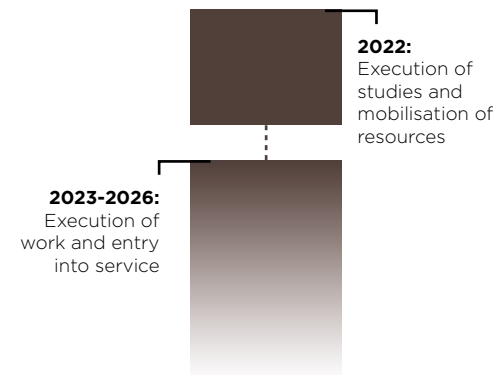 2022:
Execution of
studies and
mobilisation of
resources
2023-2026:
Execution of
work and entry
into service